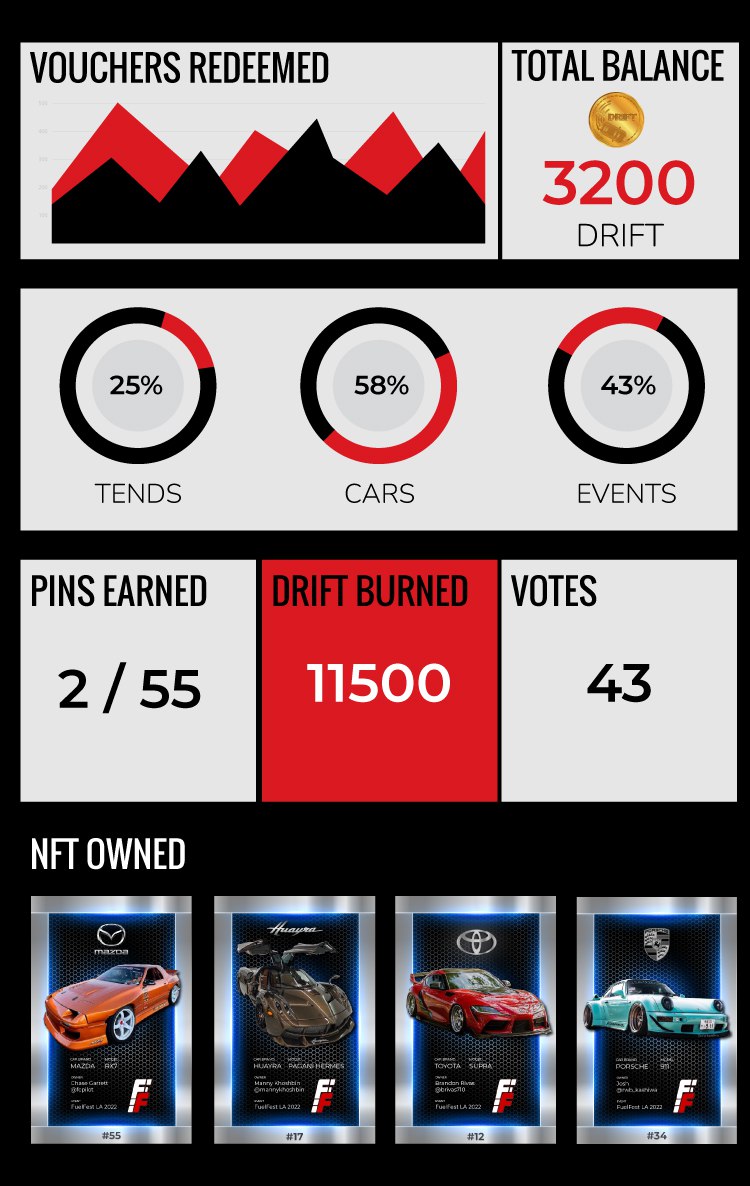 VOUCHERS REDEEMED
500
400
300
200
100
TOTAL BALANCE
DRIFT
3200
DRIFT
25%
58%
43%
TENDS
CARS
EVENTS
PINS EARNED
2 / 55
DRIFT BURNED
11500
VOTES
43
NFT OWNED
mazda
CAR BRAND MODEL
MAZDA RX7
OWNER
Chase Garrett
@fcpilot
EVENT
FuelFest LA 2022
#55
Huayra
CAR BRAND MODEL
HUAYRA PAGANI HERMES
OWNER
Manny Khoshbin
@mannykhoshbin
EVENT
FuelFest LA 2022
#17
CAR BRAND MODEL
TOYOTA SUPRA
OWNER
Brandon Rivas
@brivas710
EVENT
FuelFest LA 2022
#12
CAR BRAND MODEL
PORSCHE 911
OWNER
Josh
@rwb_kashiwa
EVENT
FuelFest LA 2022
#34